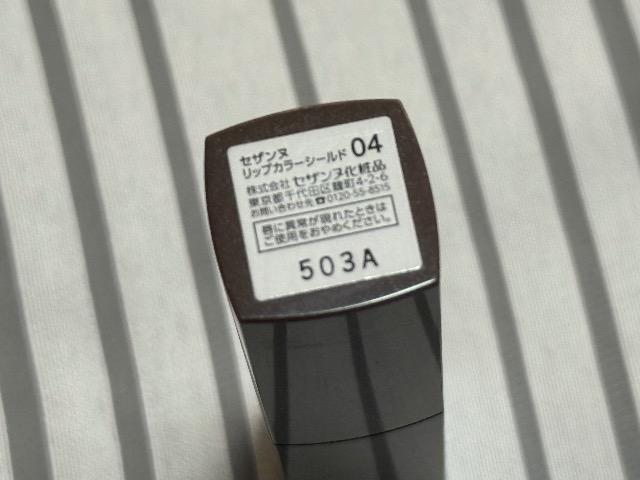 セザンヌ
リップカラーシールド 04
株式会社 セザンヌ化粧品
東京都千代田区麹町4-2-6
お問い合わせ先 ☎0120-55-8515
唇に異常が現れたときは
ご使用をおやめください。
503A